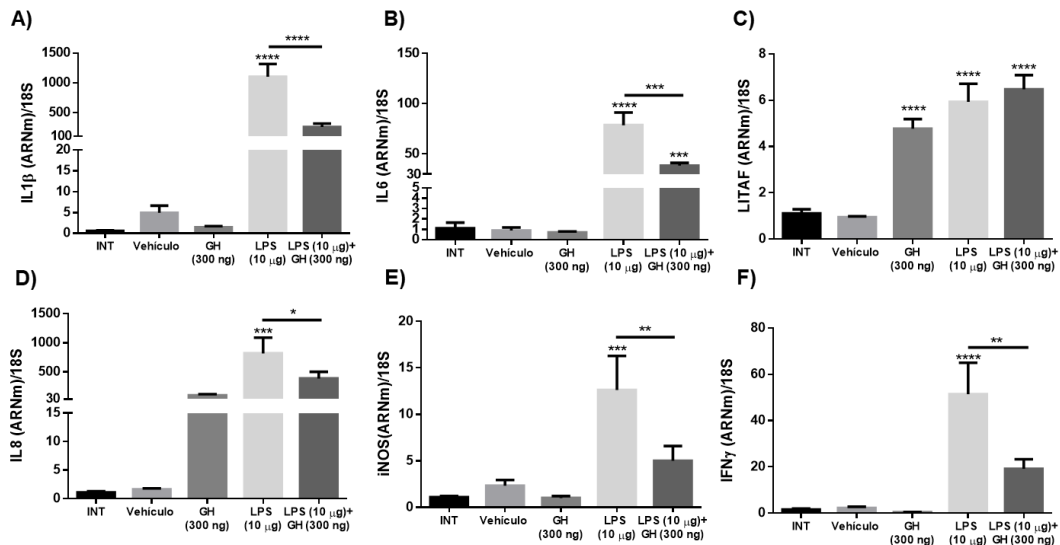 A)
IL1β (ARNm)/18S
1500
1000
500
100
20
15
10
5
0
****
****
INT
Vehículo
GH
(300 ng)
LPS
(10 μg)
LPS (10 μg)+
GH (300 ng)
B)
IL6 (ARNm)/18S
150
100
50
30
5
4
3
2
1
0
****
***
***
INT
Vehículo
GH
(300 ng)
LPS
(10 μg)
LPS (10 μg)+
GH (300 ng)
C)
LITAF (ARNm)/18S
8
6
4
2
0
****
****
****
INT
Vehículo
GH
(300 ng)
LPS
(10 μg)
LPS (10 μg)+
GH (300 ng)
D)
IL8 (ARNm)/18S
1500
1000
500
30
15
10
5
0
***
*
INT
Vehículo
GH
(300 ng)
LPS
(10 μg)
LPS (10 μg)+
GH (300 ng)
E)
iNOS(ARNm)/18S
20
15
10
5
0
***
**
INT
Vehículo
GH
(300 ng)
LPS
(10 μg)
LPS (10 μg)+
GH (300 ng)
F)
IFNγ (ARNm)/18S
80
60
40
20
0
****
**
INT
Vehículo
GH
(300 ng)
LPS
(10 μg)
LPS (10 μg)+
GH (300 ng)